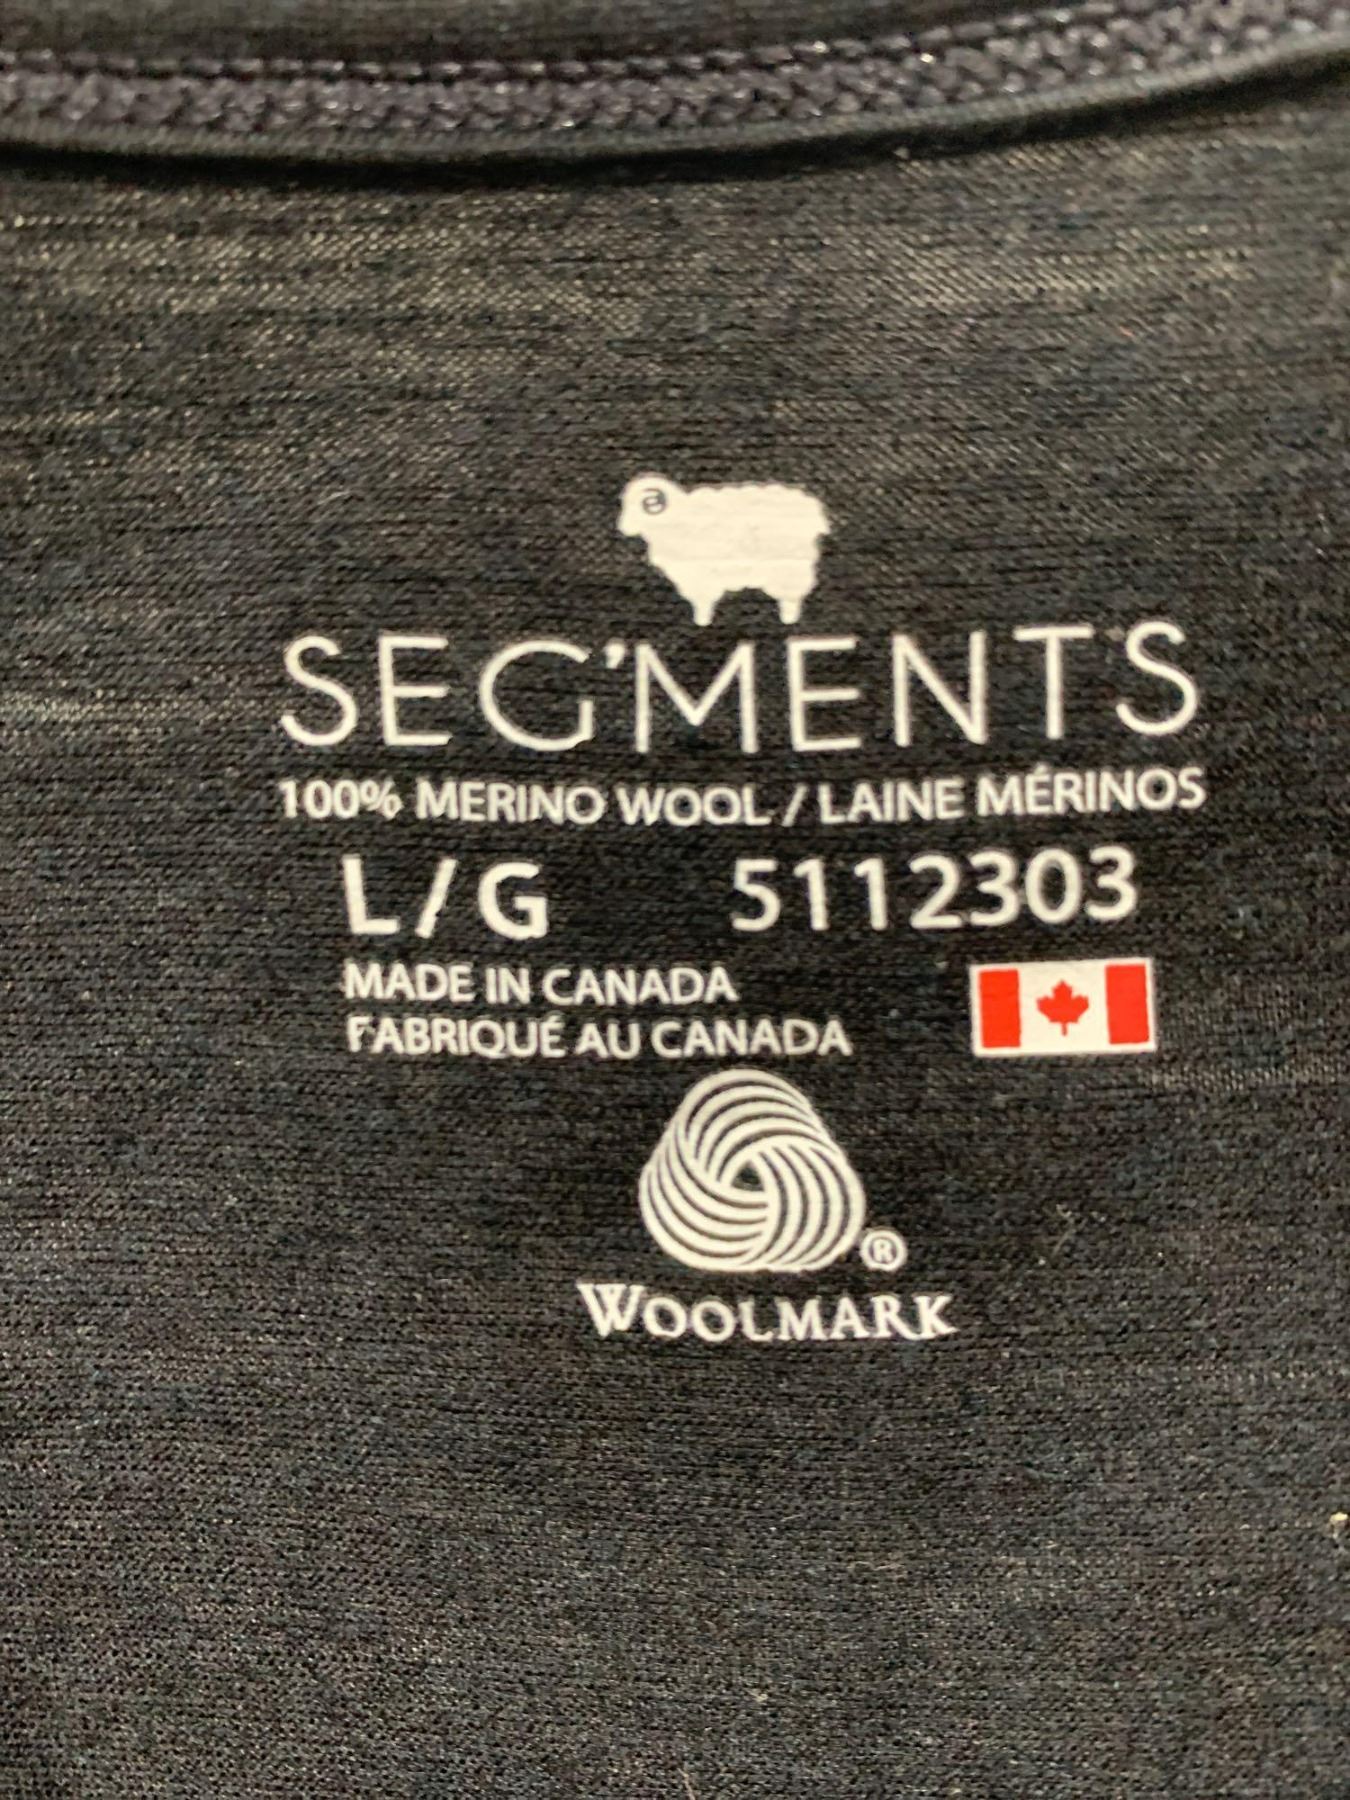 SEG'MENTS
100% MERINO WOOL / LAINE MÉRINOS
L/G 5112303
MADE IN CANADA
FABRIQUÉ AU CANADA
®
WOOLMARK